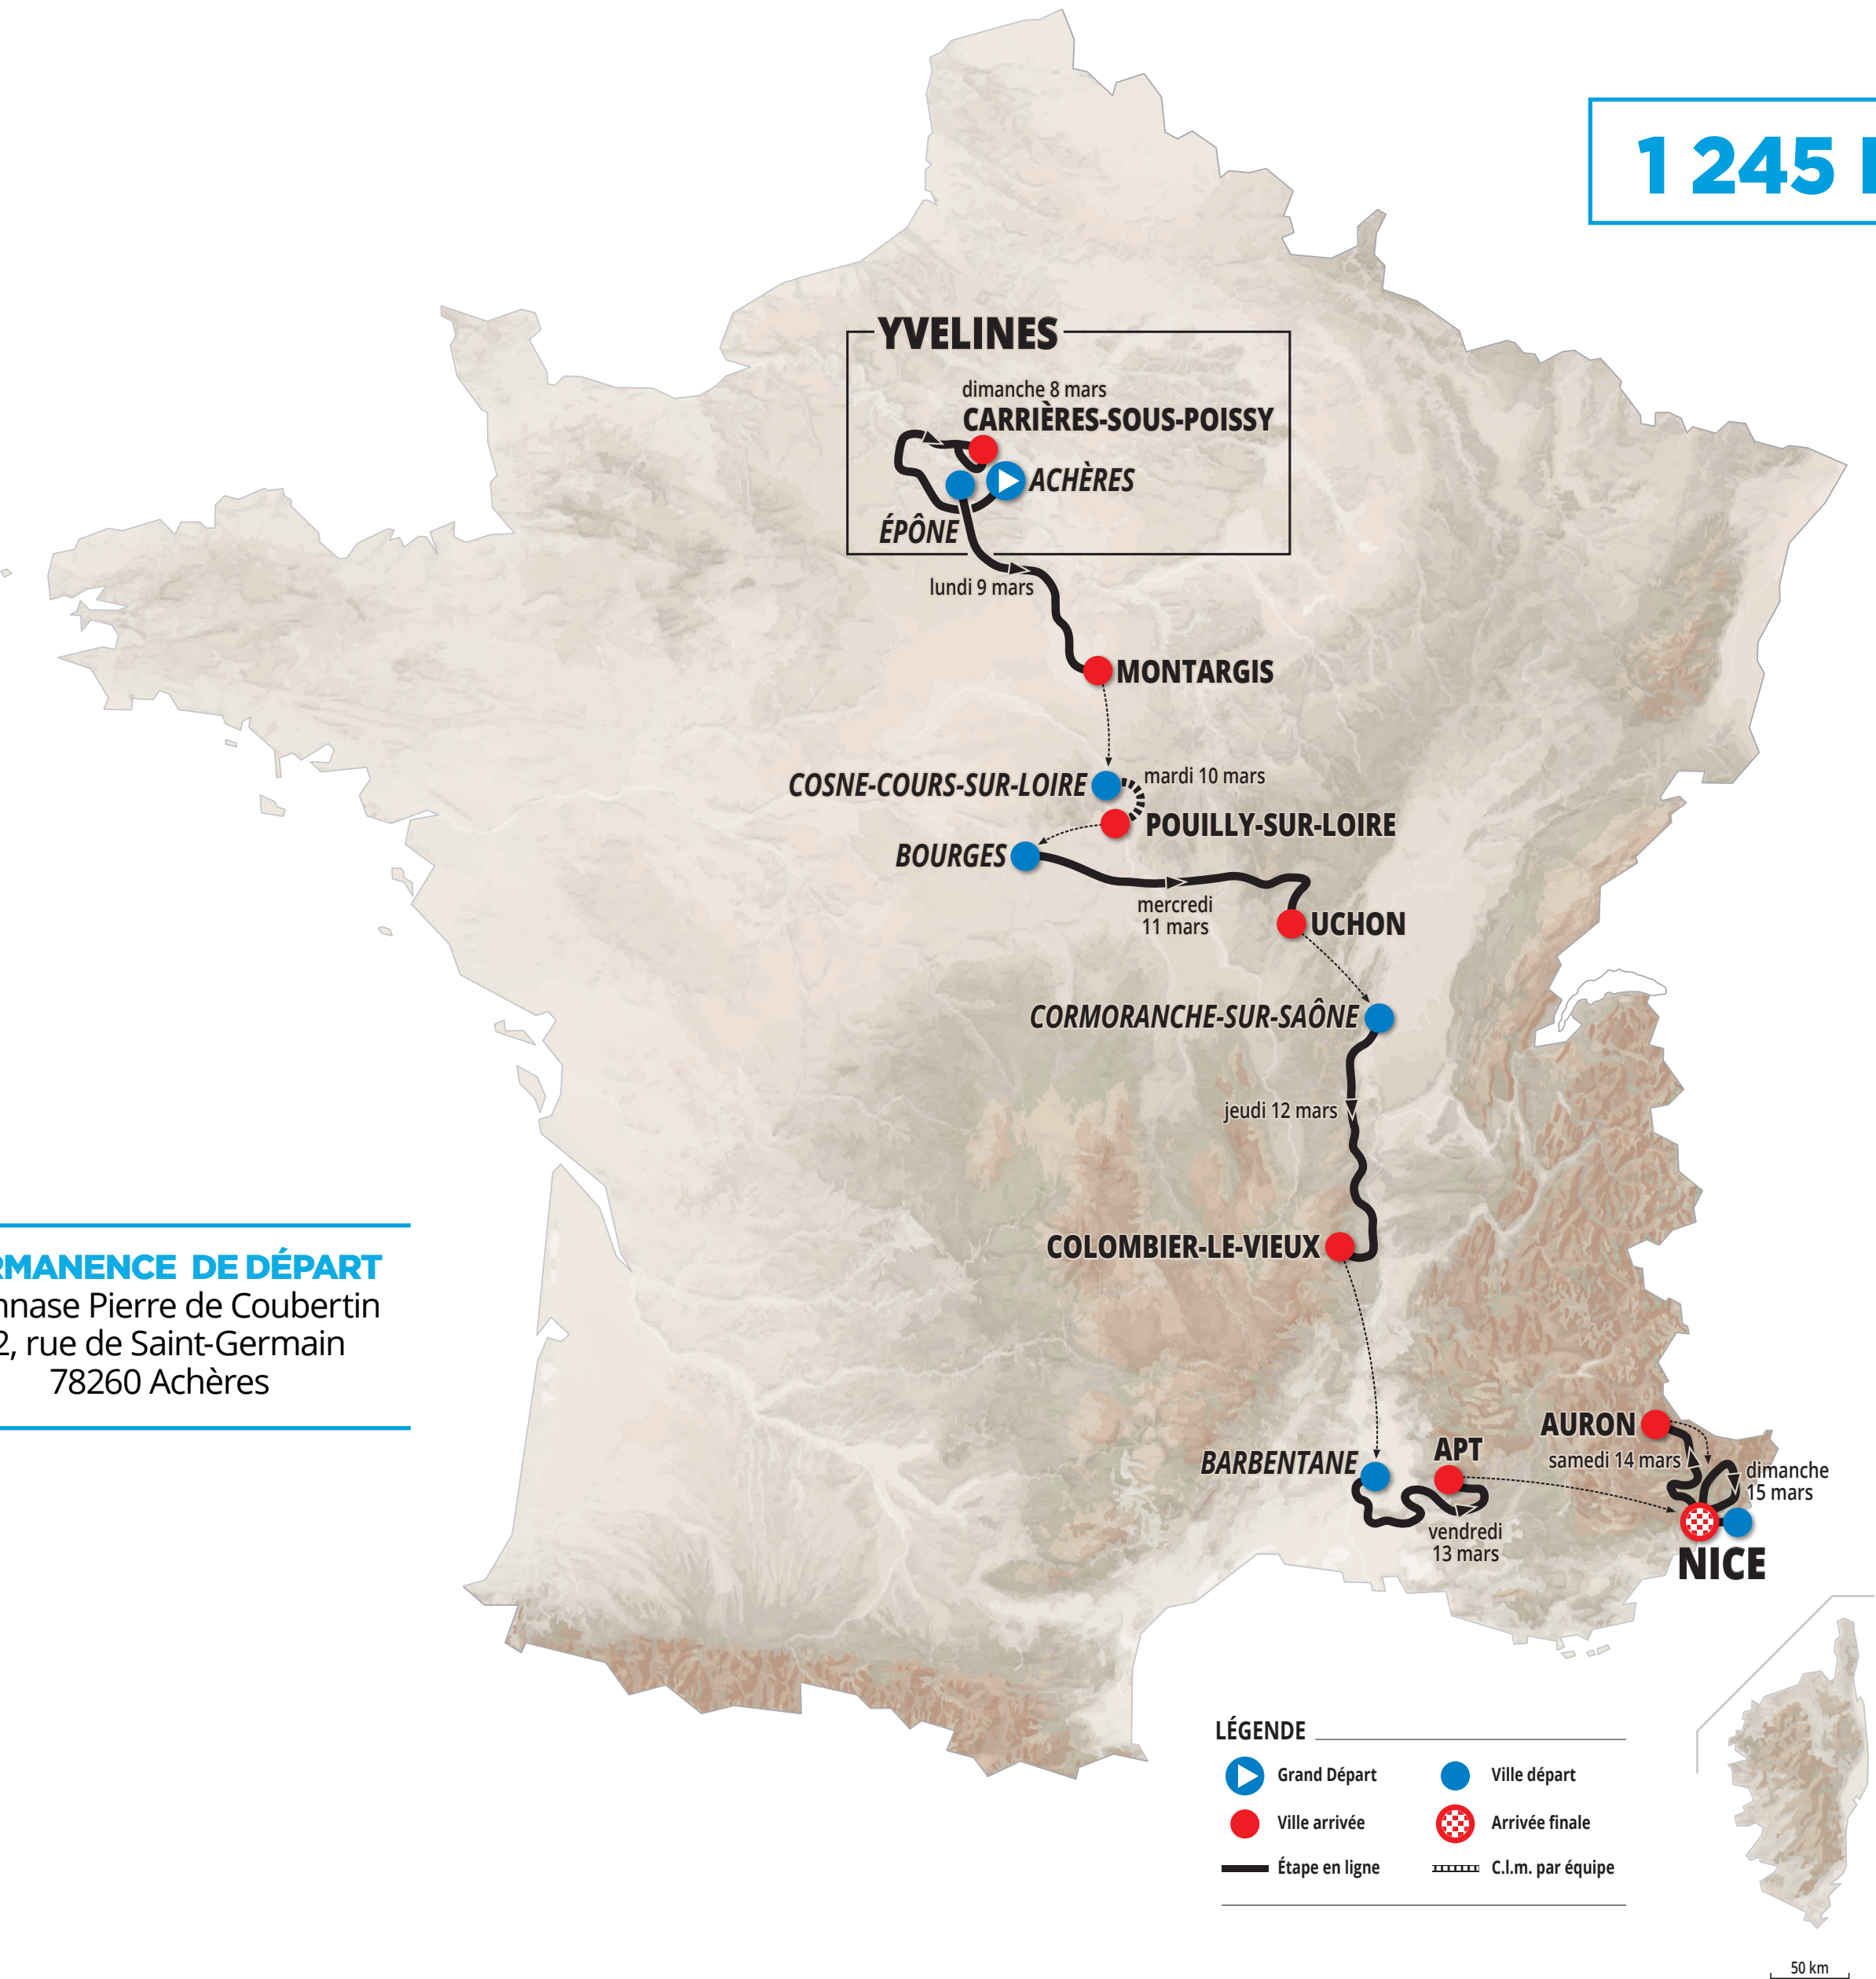 1 245
YVELINES
dimanche 8 mars
CARRIÈRES-SOUS-POISSY
ACHÈRES
ÉPÔNE
lundi 9 mars
MONTARGIS
COSNE-COURS-SUR-LOIRE
mardi 10 mars
POUILLY-SUR-LOIRE
BOURGES
mercredi
11 mars
UCHON
CORMORANCHE-SUR-SAÔNE
jeudi 12 mars
COLOMBIER-LE-VIEUX
RMANENCE DE DÉPART
nnase Pierre de Coubertin
2, rue de Saint-Germain
78260 Achères
BARBENTANE
APT
vendredi
13 mars
AURON
samedi 14 mars
dimanche
15 mars
NICE
LÉGENDE
Grand Départ
Ville départ
Ville arrivée
Arrivée finale
Étape en ligne
C.l.m. par équipe
50 km